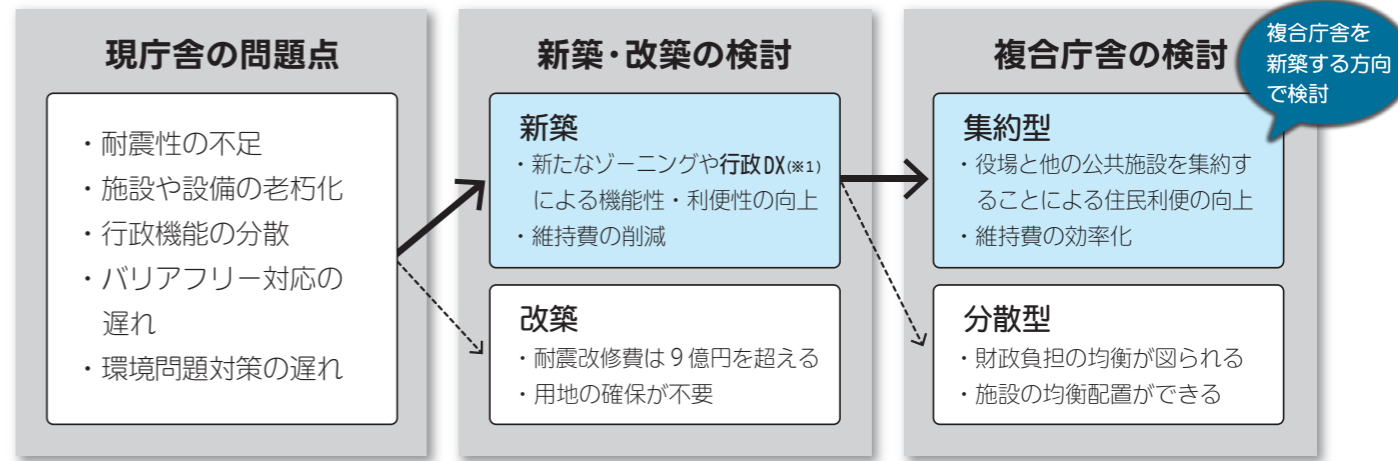 現庁舎の問題点
・耐震性の不足
・施設や設備の老朽化
・行政機能の分散
・バリアフリー対応の
遅れ
・環境問題対策の遅れ
新築・改築の検討
新築
・新たなゾーニングや行政DX(※1)
による機能性・利便性の向上
・維持費の削減
改築
・耐震改修費は9億円を超える
・用地の確保が不要
複合庁舎の検討
複合庁舎を
新築する方向
で検討
集約型
・役場と他の公共施設を集約す
ることによる住民利便の向上
・維持費の効率化
分散型
・財政負担の均衡が図られる
・施設の均衡配置ができる